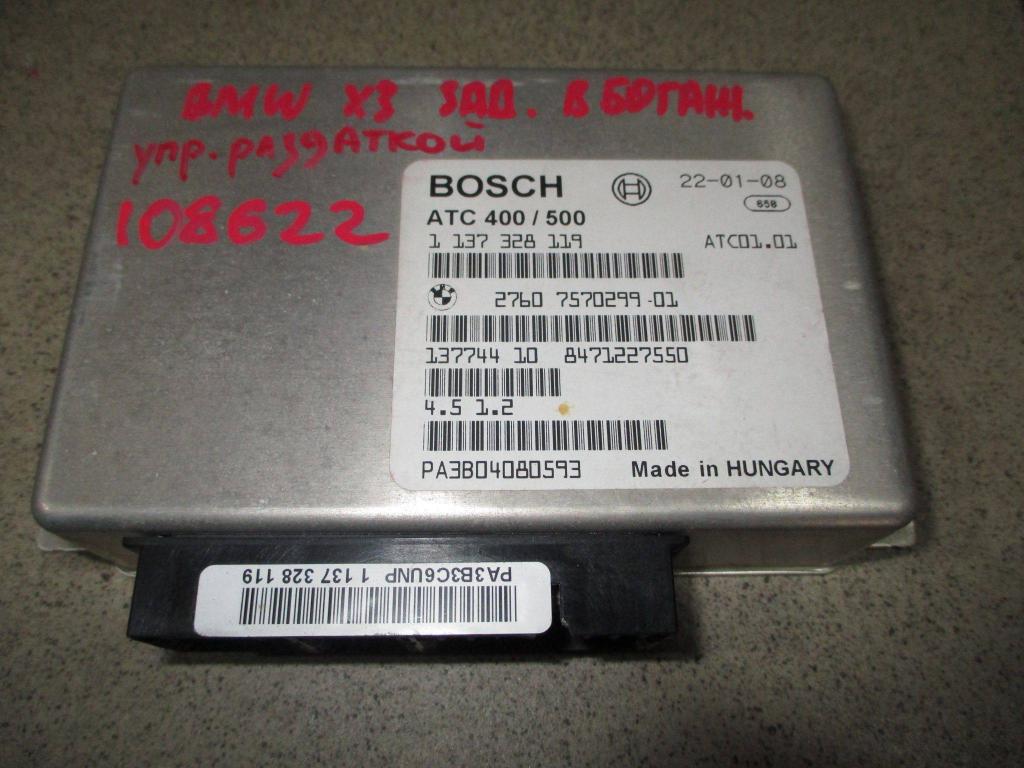 BMW X3 ЗАД. В БАГАЖ.
упр. раздАткой
108622
BOSCH 22-01-08
658
ATC 400 / 500
1 137 328 119 ATC01.01
2760 7570299-01
137744 10 8471227550
4.5 1.2
PA3B04080593 Made in HUNGARY
PA3B3C6UNP 1 137 328 119